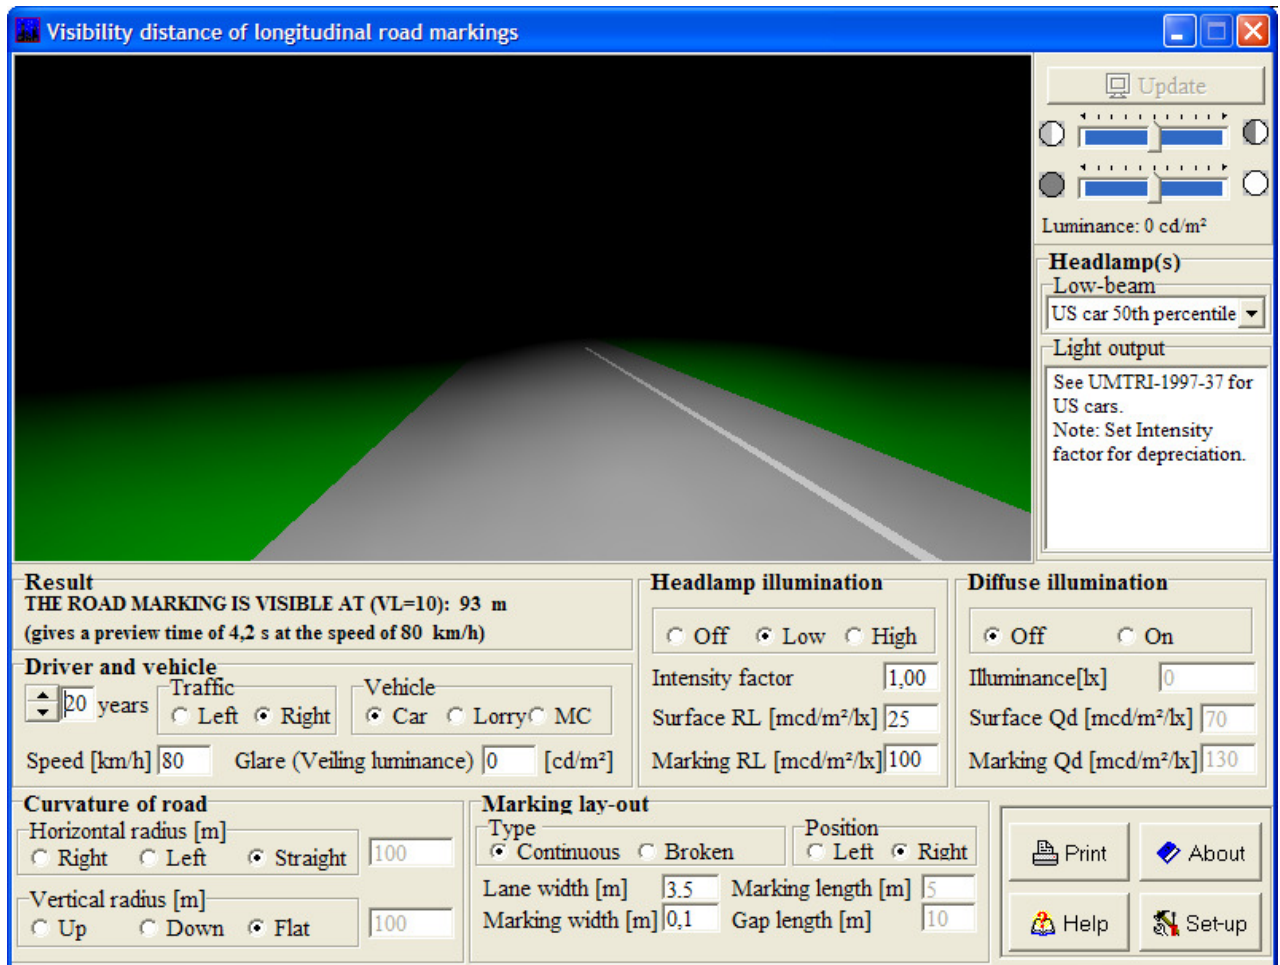 Visibility distance of longitudinal road markings
Update
Luminance: 0 cd/m²
Headlamp(s)
Low-beam
US car 50th percentile
Light output
See UMTRI-1997-37 for
US cars.
Note: Set Intensity
factor for depreciation.
Result
THE ROAD MARKING IS VISIBLE AT (VL=10): 93 m
(gives a preview time of 4,2 s at the speed of 80 km/h)
Driver and vehicle
20 years
Traffic
Left Right
Vehicle
Car Lorry MC
Speed [km/h] 80 Glare (Veiling luminance) 0 [cd/m²]
Headlamp illumination
Off Low High
Intensity factor 1,00
Surface RL [mcd/m²/lx] 25
Marking RL [mcd/m²/lx] 100
Diffuse illumination
Off On
Illuminance[lx] 0
Surface Qd [mcd/m²/lx] 70
Marking Qd [mcd/m²/lx] 130
Curvature of road
Horizontal radius [m]
Right Left Straight 100
Vertical radius [m]
Up Down Flat 100
Marking lay-out
Type
Continuous Broken
Position
Left Right
Lane width [m] 3.5 Marking length [m] 5
Marking width [m] 0,1 Gap length [m] 10
Print About
Help Set-up